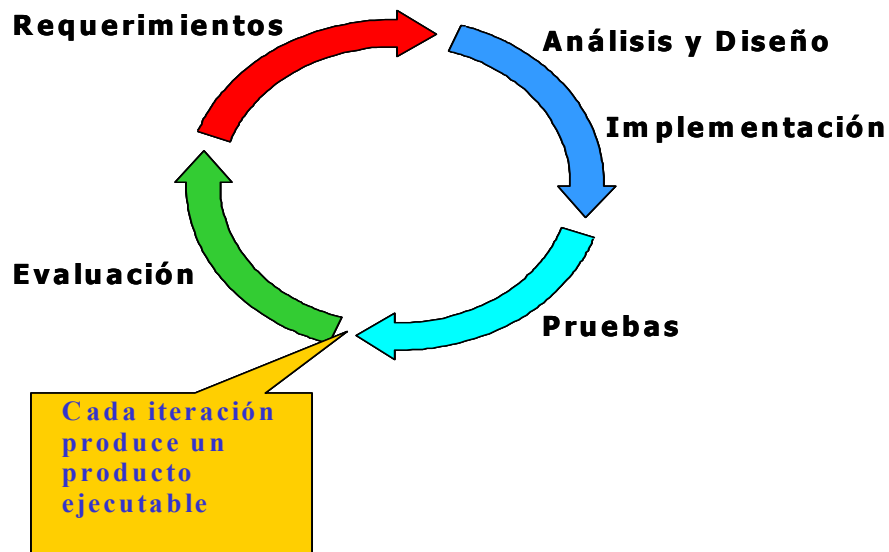 Requerimientos
Análisis y Diseño
Implementación
Pruebas
Evaluación
Cada iteración
produce un
producto
ejecutable